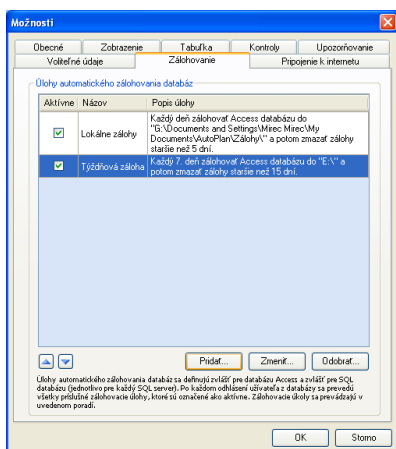 Možnosti
Obecné Zobrazenie Tabuľka Kontroly Upozorňovanie
Voliteľné údaje Zálohovanie Pripojenie k internetu
Úlohy automatického zálohovania databáz
Aktívne Názov Popis úlohy
Lokálne zálohy
Každý deň zálohovať Access databázu do
"G:\Documents and Settings\Mirec Mirec\My
Documents\AutoPlan\Zálohy\" a potom zmazať zálohy
staršie než 5 dní.
Týždňová záloha
Každý 7. deň zálohovať Access databázu do "E:\" a
potom zmazať zálohy staršie než 15 dní.
Pridať... Zmeniť... Odobrať...
Úlohy automatického zálohovania databáz sa definujú zvlášť pre databázu Access a zvlášť pre SQL
databázu (jednotlivo pre každý SQL server). Po každom odhlásení užívateľa z databázy sa prevedú
všetky príslušné zálohovacie úlohy, ktoré sú označené ako aktívne. Zálohovacie úkoly sa prevádzajú v
uvedenom poradí.
OK Storno